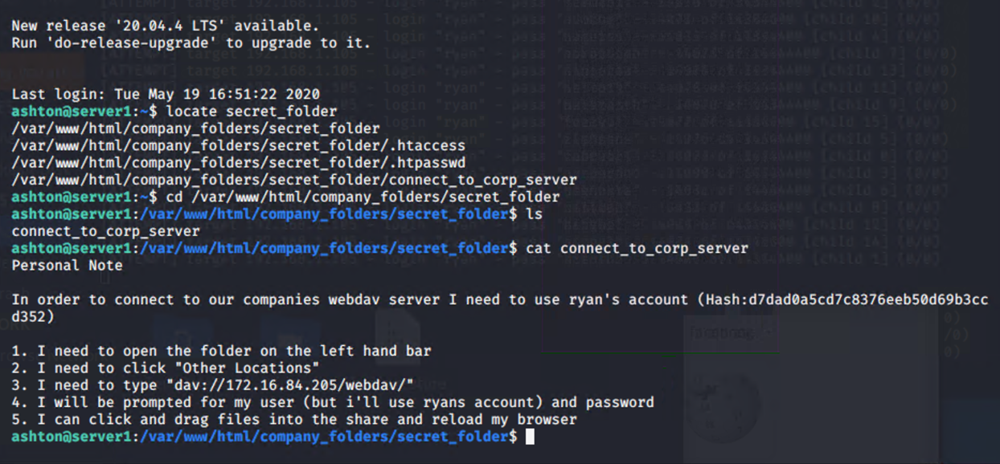 New release '20.04.4 LTS' available.
Run 'do-release-upgrade' to upgrade to it.
Last login: Tue May 19 16:51:22 2020
ashton@server1:~$ locate secret_folder
/var/www/html/company_folders/secret_folder
/var/www/html/company_folders/secret_folder/.htaccess
/var/www/html/company_folders/secret_folder/.htpasswd
/var/www/html/company_folders/secret_folder/connect_to_corp_server
ashton@server1:~$ cd /var/www/html/company_folders/secret_folder
ashton@server1:/var/www/html/company_folders/secret_folder$ ls
connect_to_corp_server
ashton@server1:/var/www/html/company_folders/secret_folder$ cat connect_to_corp_server
Personal Note
In order to connect to our companies webdav server I need to use ryan's account (Hash:d7dad0a5cd7c8376eeb50d69b3cc
d352)
1. I need to open the folder on the left hand bar
2. I need to click "Other Locations"
3. I need to type "dav://172.16.84.205/webdav/"
4. I will be prompted for my user (but i'll use ryans account) and password
5. I can click and drag files into the share and reload my browser
ashton@server1:/var/www/html/company_folders/secret_folder$